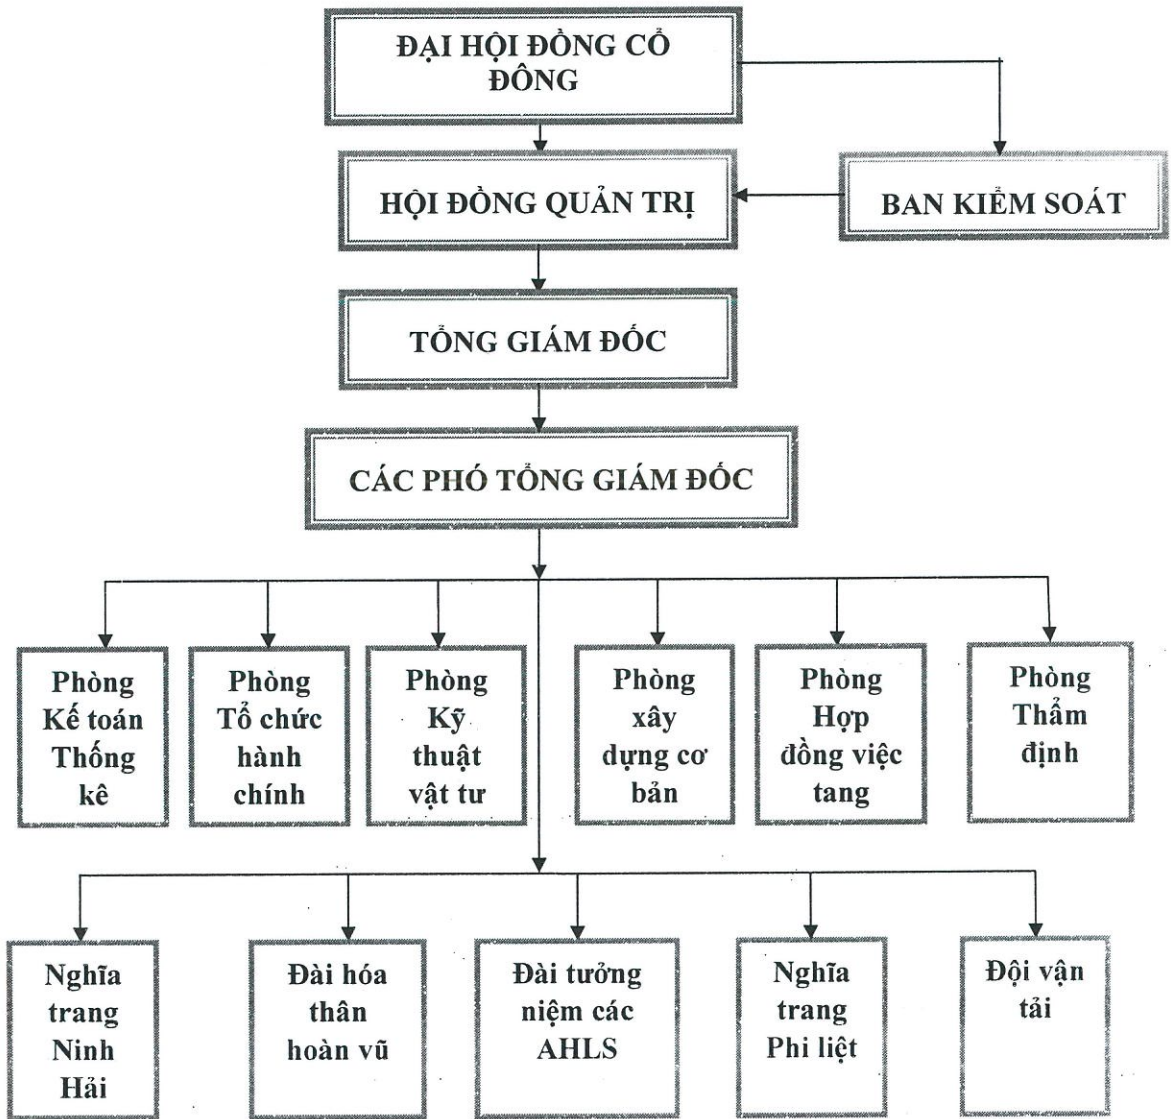 ĐẠI HỘI ĐỒNG CỔ
ĐÔNG
HỘI ĐỒNG QUẢN TRỊ
BAN KIỂM SOÁT
TỔNG GIÁM ĐỐC
CÁC PHÓ TỔNG GIÁM ĐỐC
Phòng
Kế toán
Thống
kê
Phòng
Tổ chức
hành
chính
Phòng
Kỹ
thuật
vật tư
Phòng
xây
dựng cơ
bản
Phòng
Hợp
đồng việc
tang
Phòng
Thẩm
định
Nghĩa
trang
Ninh
Hải
Đài hóa
thân
hoàn vũ
Đài tưởng
niệm các
AHLS
Nghĩa
trang
Phi liệt
Đội vận
tải